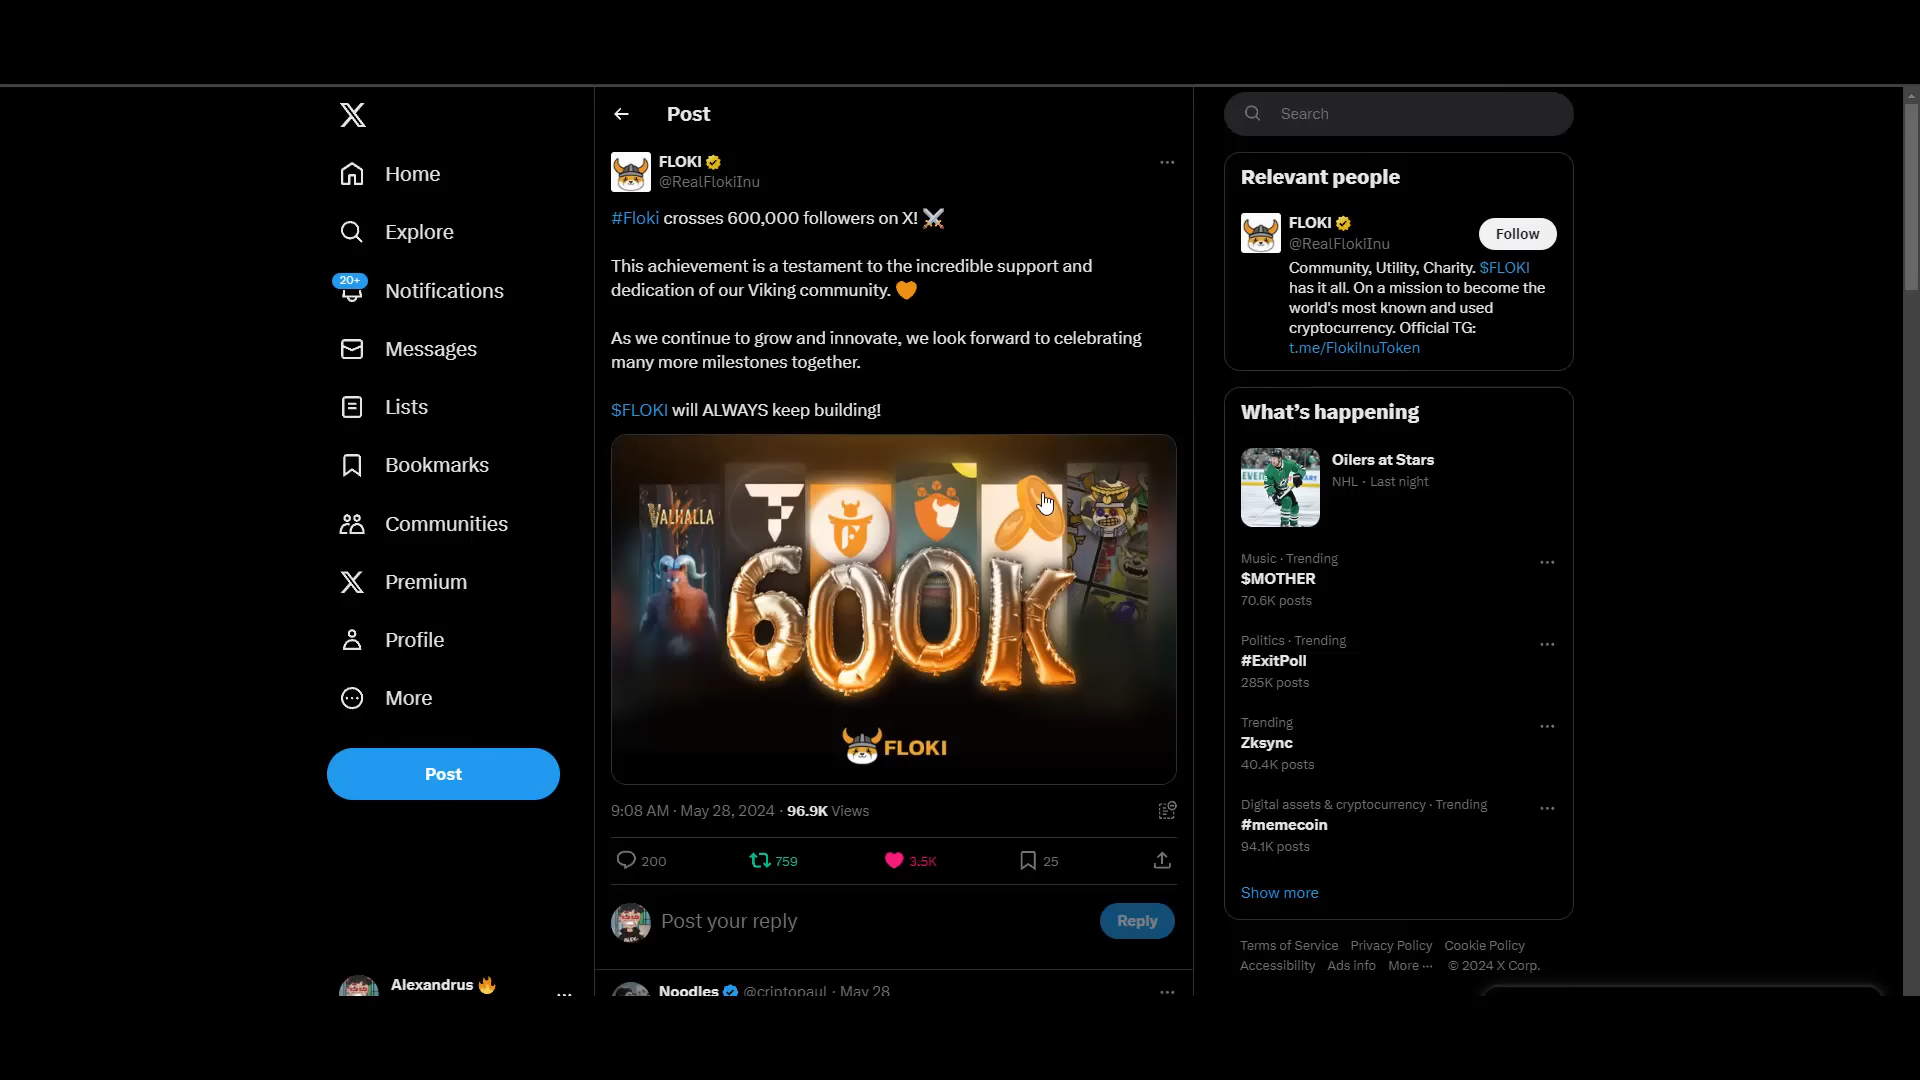 Home
Explore
20+
Notifications
Messages
Lists
Bookmarks
Communities
Premium
Profile
More
Post
Alexandrus 🔥
Post
FLOKI
@RealFlokiInu
#Floki crosses 600,000 followers on X! ⚔️
This achievement is a testament to the incredible support and
dedication of our Viking community. 🧡
As we continue to grow and innovate, we look forward to celebrating
many more milestones together.
$FLOKI will ALWAYS keep building!
VALHALLA
600K
FLOKI
9:08 AM · May 28, 2024 · 96.9K Views
200
759
3.5K
25
Post your reply
Reply
Noodles @criptopaul · May 28
Search
Relevant people
FLOKI
@RealFlokiInu
Follow
Community, Utility, Charity. $FLOKI
has it all. On a mission to become the
world's most known and used
cryptocurrency. Official TG:
t.me/FlokiInuToken
What's happening
Oilers at Stars
NHL · Last night
Music · Trending
$MOTHER
70.6K posts
Politics · Trending
#ExitPoll
285K posts
Trending
Zksync
40.4K posts
Digital assets & cryptocurrency · Trending
#memecoin
94.1K posts
Show more
Terms of Service Privacy Policy Cookie Policy
Accessibility Ads info More ··· © 2024 X Corp.